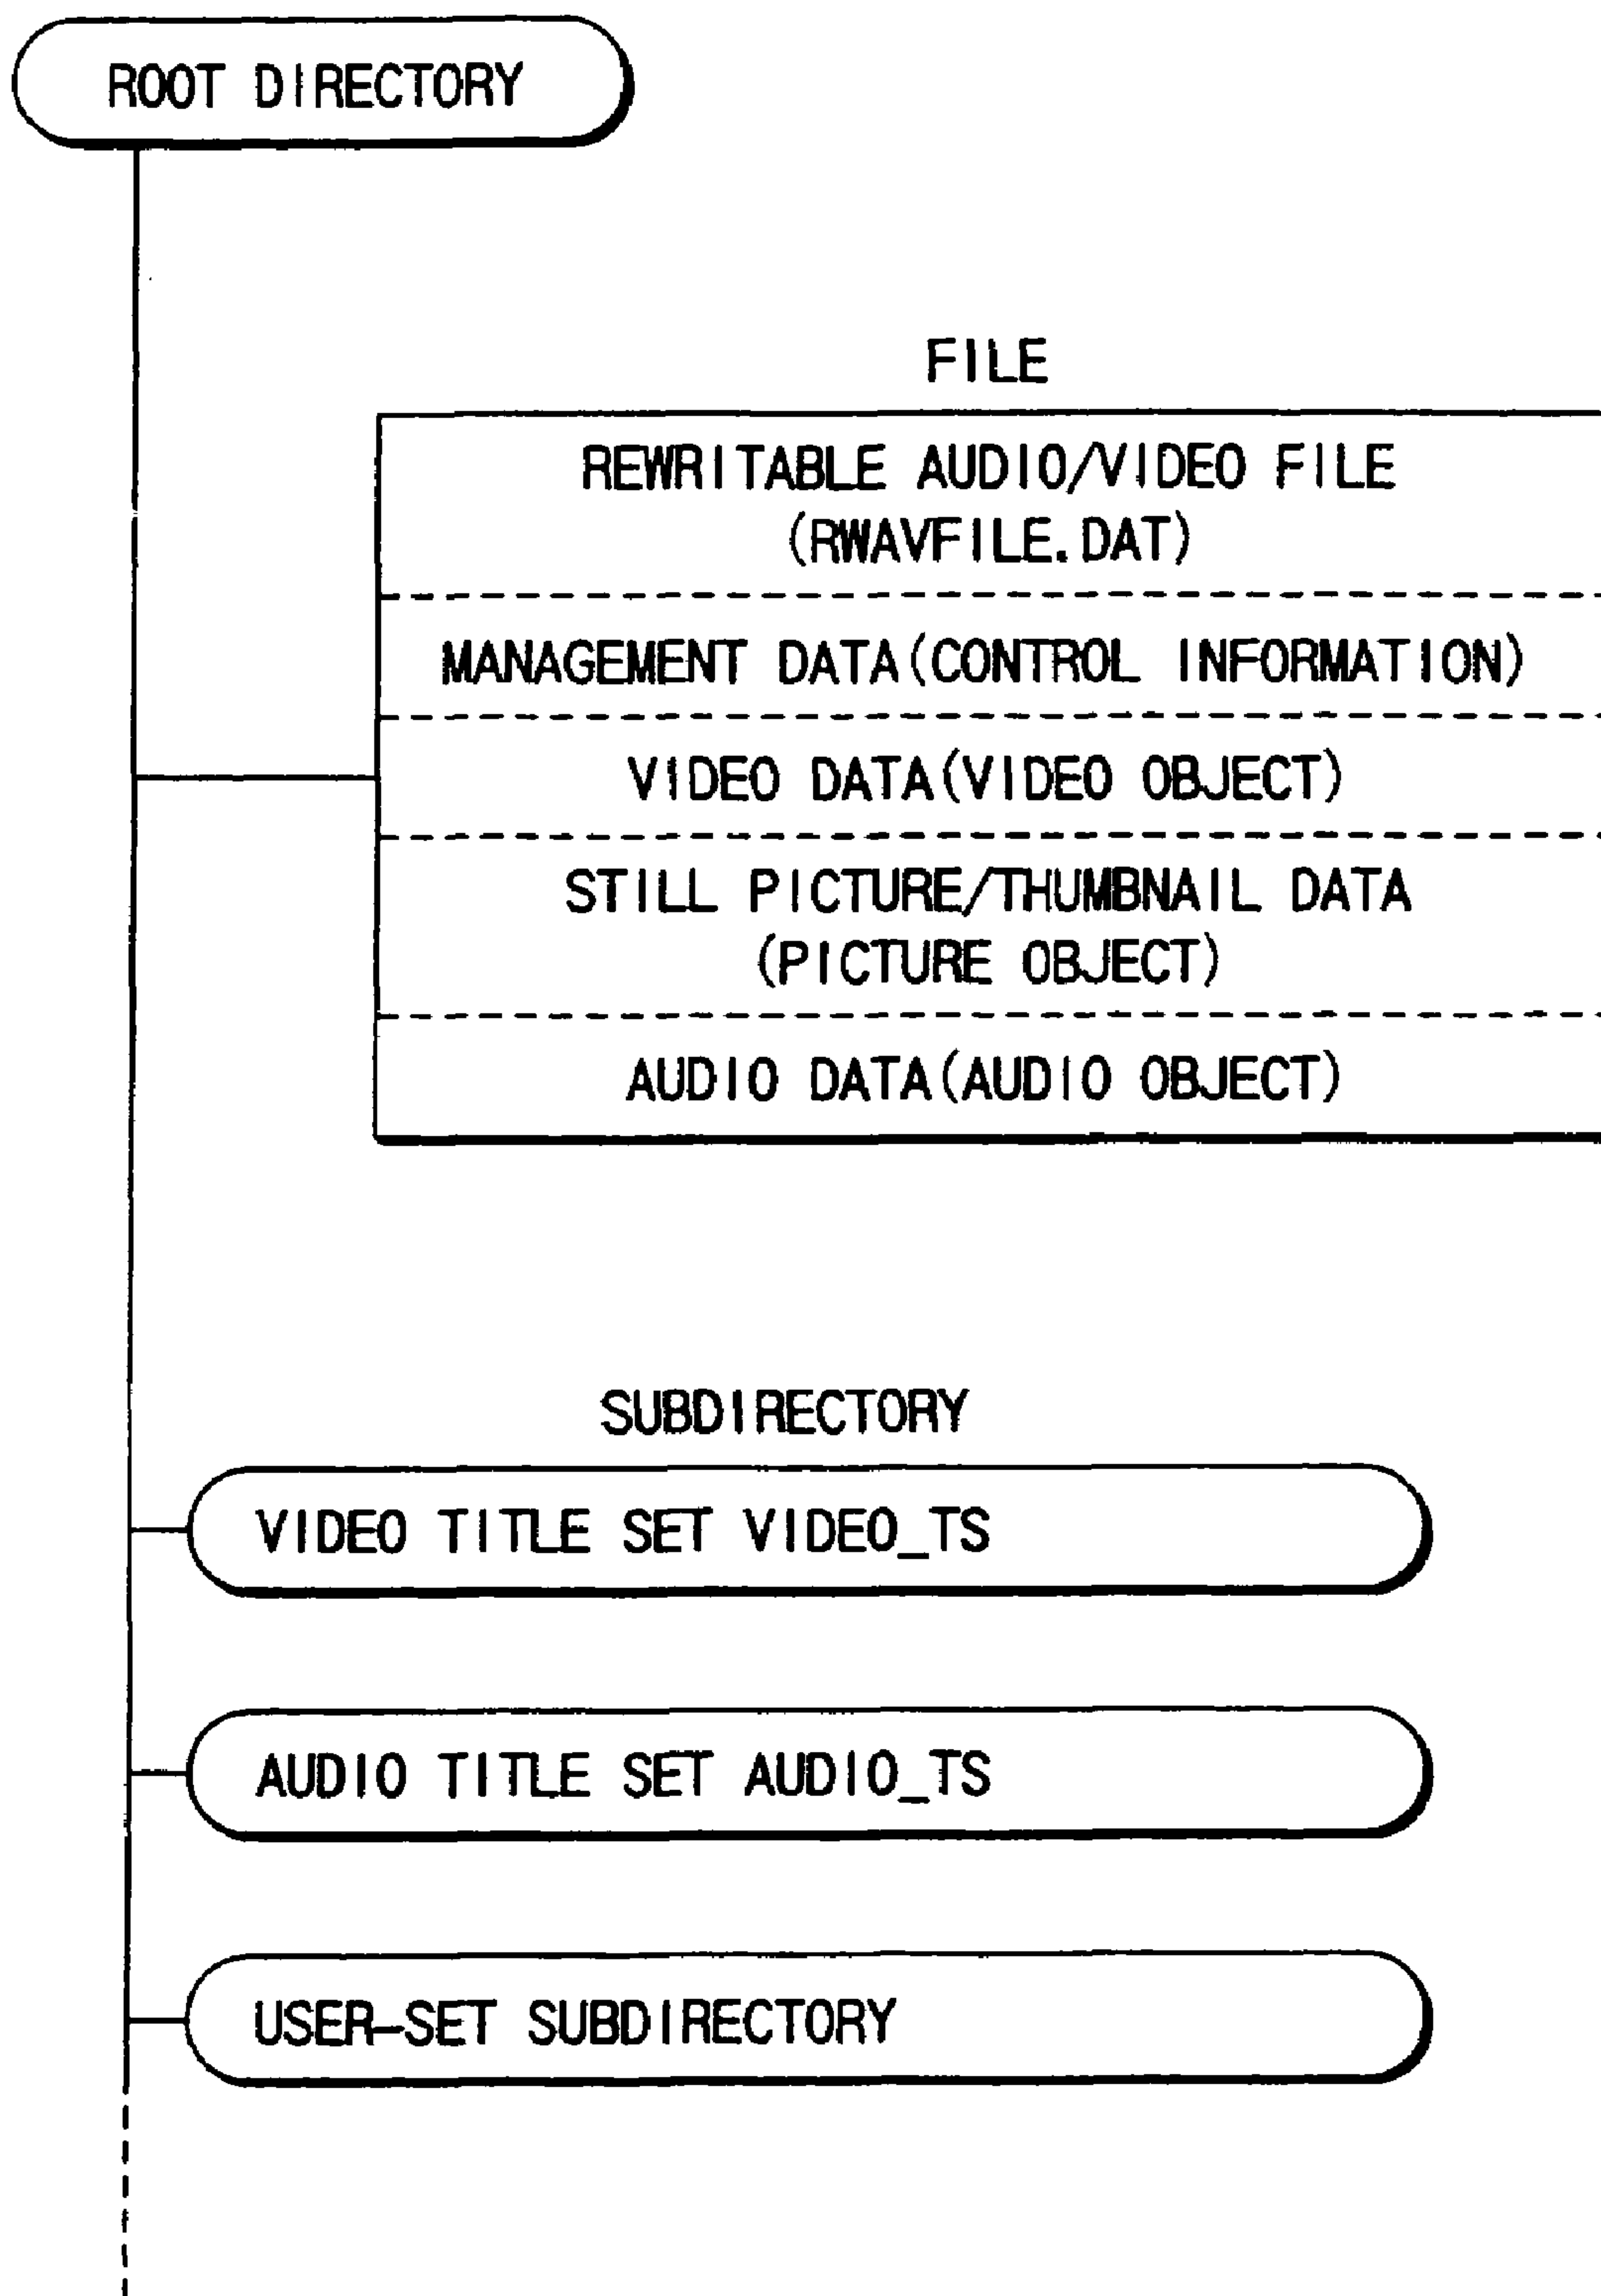 ROOT DIRECTORY
FILE
REWRITABLE AUDIO/VIDEO FILE
(RWAVFILE.DAT)
MANAGEMENT DATA(CONTROL INFORMATION)
VIDEO DATA(VIDEO OBJECT)
STILL PICTURE/THUMBNAIL DATA
(PICTURE OBJECT)
AUDIO DATA(AUDIO OBJECT)
SUBDIRECTORY
VIDEO TITLE SET VIDEO_TS
AUDIO TITLE SET AUDIO_TS
USER-SET SUBDIRECTORY